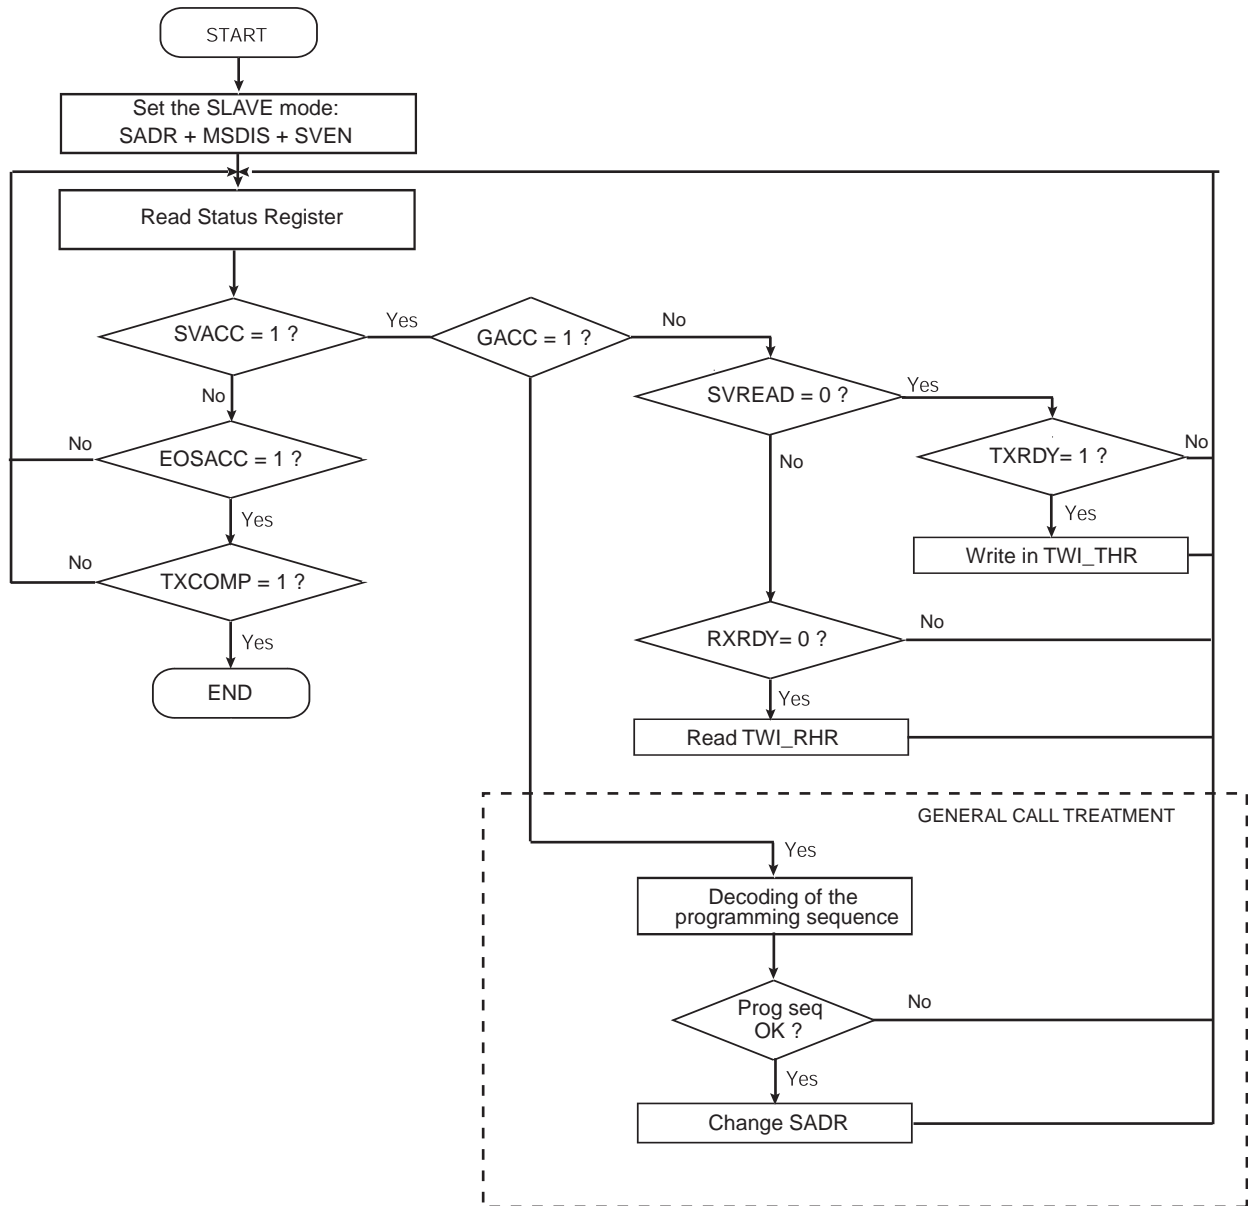 START
Set the SLAVE mode:
SADR + MSDIS + SVEN
Read Status Register
SVACC = 1 ?
Yes
GACC = 1 ?
No
SVREAD = 0 ?
Yes
No
No
EOSACC = 1 ?
No
TXRDY= 1 ?
No
Yes
Yes
No
TXCOMP = 1 ?
Write in TWI_THR
Yes
RXRDY= 0 ?
No
END
Yes
Read TWI_RHR
GENERAL CALL TREATMENT
Yes
Decoding of the
programming sequence
Prog seq
OK ?
No
Yes
Change SADR